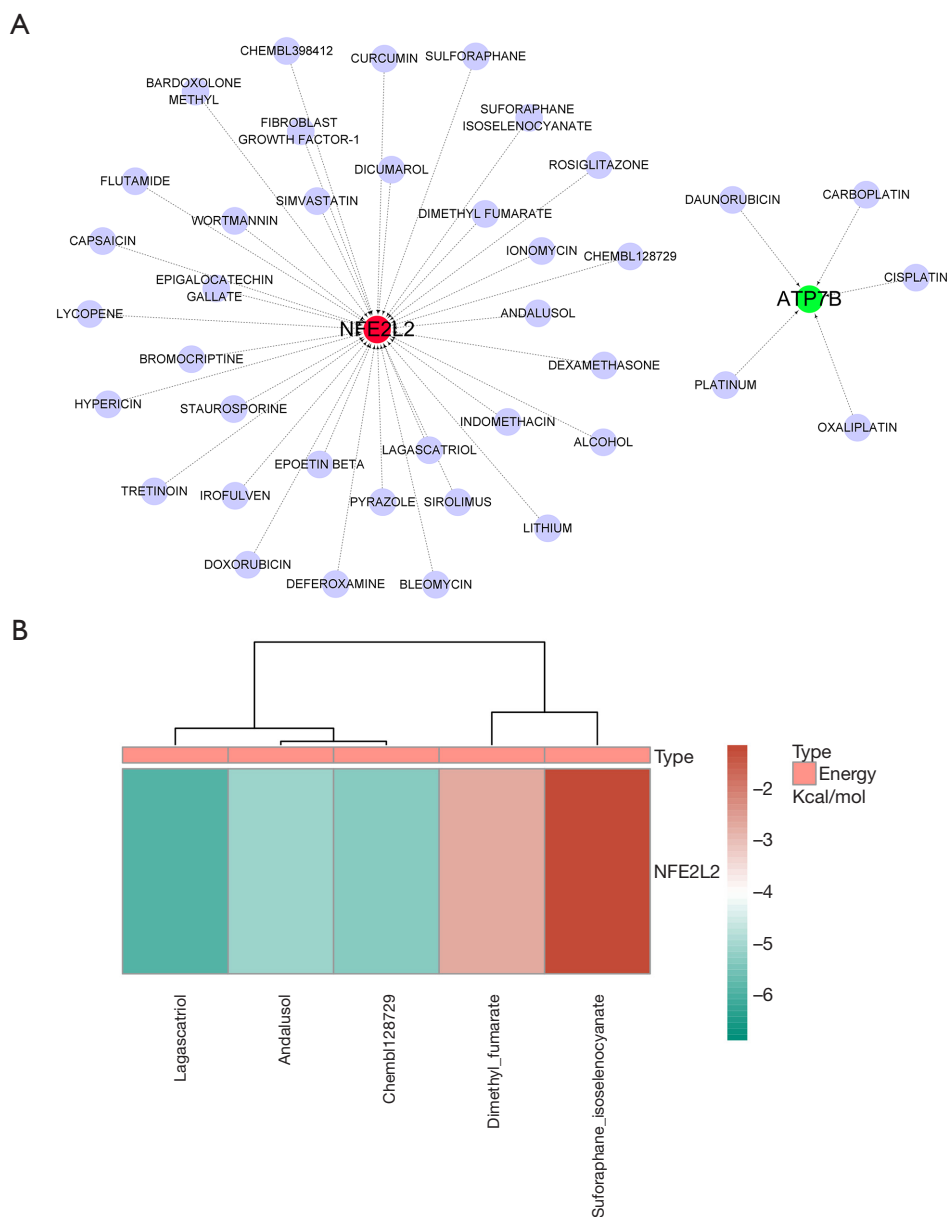 A
CHEMBL398412
CURCUMIN
SULFORAPHANE
BARDOXOLONE
METHYL
FIBROBLAST
GROWTH FACTOR-1
SUFORAPHANE
ISOSELENOCYANATE
DICUMAROL
ROSIGLITAZONE
FLUTAMIDE
SIMVASTATIN
WORTMANNIN
DIMETHYL FUMARATE
CAPSAICIN
IONOMYCIN
CHEMBL128729
EPIGALOCATECHIN
GALLATE
LYCOPENE
ANDALUSOL
NFE2L2
BROMOCRIPTINE
DEXAMETHASONE
HYPERICIN
STAUROSPORINE
INDOMETHACIN
ALCOHOL
LAGASCATRIOL
EPOETIN BETA
TRETINOIN
IROFULVEN
PYRAZOLE
SIROLIMUS
LITHIUM
DOXORUBICIN
DEFEROXAMINE
BLEOMYCIN
DAUNORUBICIN
CARBOPLATIN
CISPLATIN
ATP7B
PLATINUM
OXALIPLATIN
B
Type
NFE2L2
Lagascatriol
Andalusol
Chembl128729
Dimethyl_fumarate
Suforaphane_isoselenocyanate
−2
−3
−4
−5
−6
Type
Energy
Kcal/mol